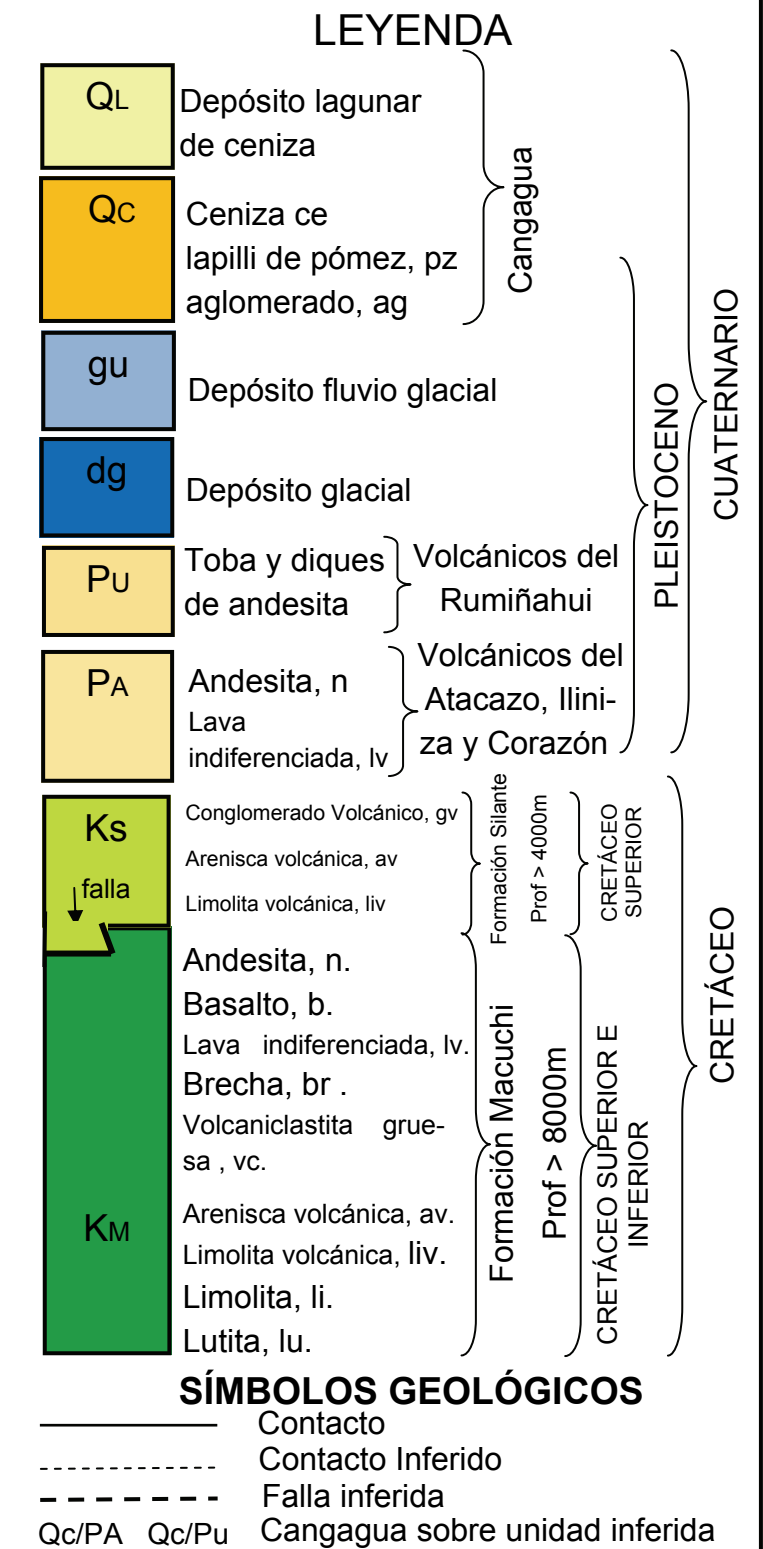 LEYENDA
QL
Depósito lagunar
de ceniza
QC
Ceniza ce
lapilli de pómez, pz
aglomerado, ag
Cangagua
gu
Depósito fluvio glacial
dg
Depósito glacial
PU
Toba y diques
de andesita
Volcánicos del
Rumiñahui
PA
Andesita, n
Lava
indiferenciada, lv
Volcánicos del
Atacazo, Ilini-
za y Corazón
PLEISTOCENO
CUATERNARIO
Ks
falla
Conglomerado Volcánico, gv
Arenisca volcánica, av
Limolita volcánica, liv
Formación Silante
Prof > 4000m
CRETÁCEO
SUPERIOR
KM
Andesita, n.
Basalto, b.
Lava indiferenciada, lv.
Brecha, br .
Volcaniclastita grue-
sa , vc.
Arenisca volcánica, av.
Limolita volcánica, liv.
Limolita, li.
Lutita, lu.
Formación Macuchi
Prof > 8000m
CRETÁCEO SUPERIOR E
INFERIOR
CRETÁCEO
SÍMBOLOS GEOLÓGICOS
Contacto
Contacto Inferido
Falla inferida
Qc/PA Qc/Pu Cangagua sobre unidad inferida